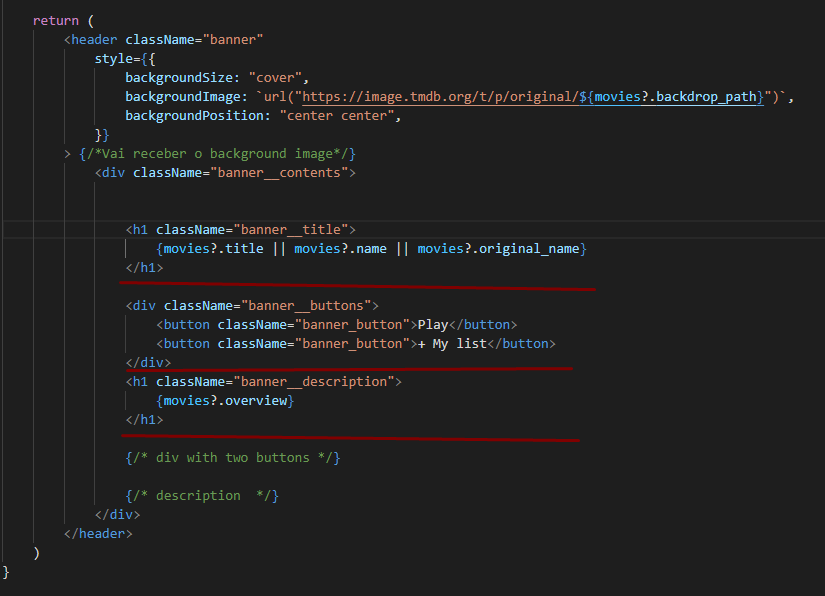 return (
<header className="banner"
style={{
backgroundSize: "cover",
backgroundImage: `url("https://image.tmdb.org/t/p/original/${movies?.backdrop_path}")`,
backgroundPosition: "center center",
}}
> {/*Vai receber o background image*/}
<div className="banner__contents">
<h1 className="banner__title">
{movies?.title || movies?.name || movies?.original_name}
</h1>
<div className="banner__buttons">
<button className="banner_button">Play</button>
<button className="banner_button">+ My list</button>
</div>
<h1 className="banner__description">
{movies?.overview}
</h1>
{/* div with two buttons */}
{/* description  */}
</div>
</header>
)
}